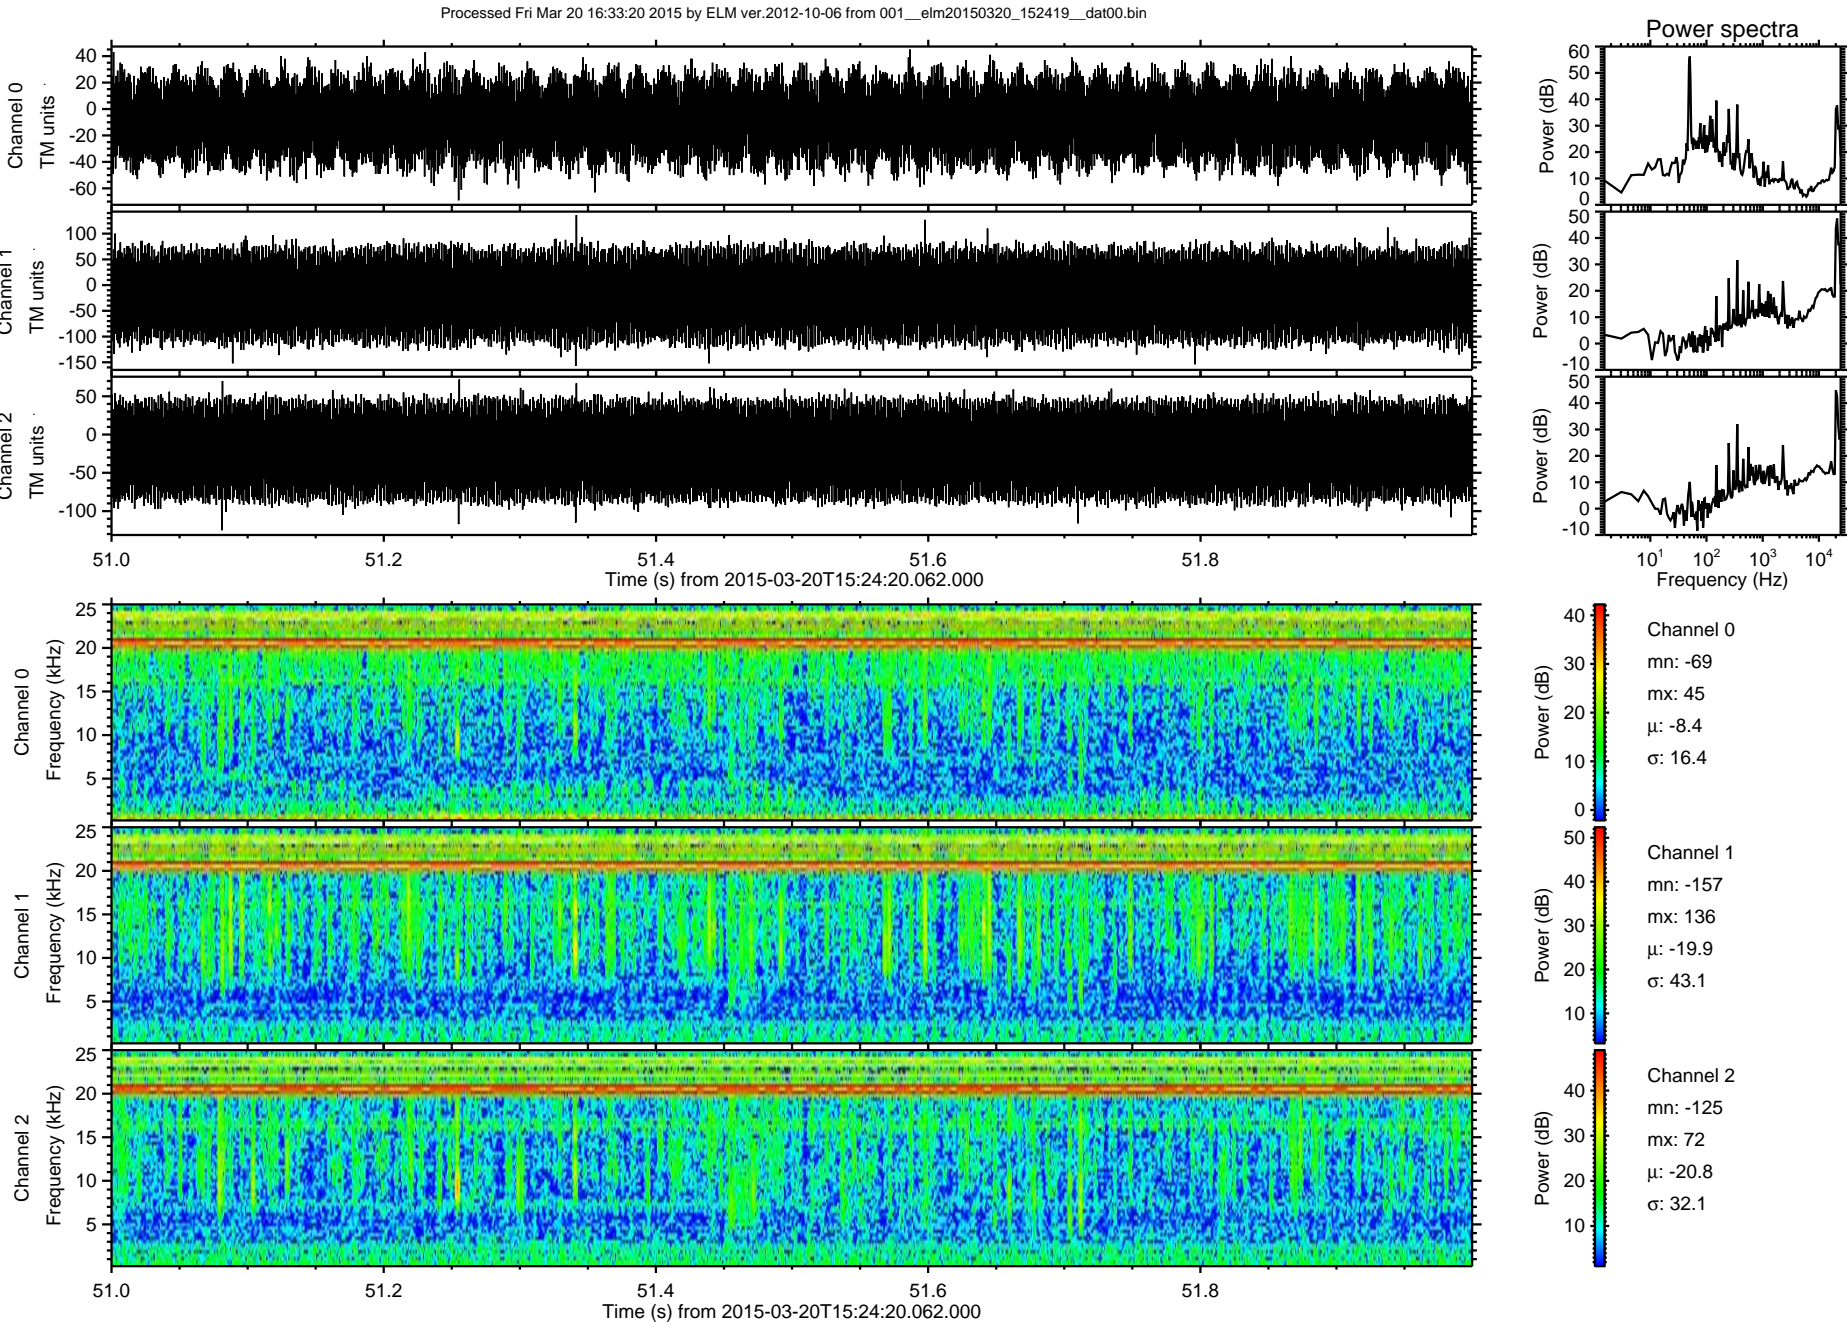 Processed Fri Mar 20 16:33:20 2015 by ELM ver.2012-10-06 from 001__elm20150320_152419__dat00.bin
Power spectra
Channel 0
TM units
40
20
0
-20
-40
-60
Power (dB)
60
50
40
30
20
10
0
Channel 1
TM units
100
50
0
-50
-100
-150
Power (dB)
50
40
30
20
10
0
-10
Channel 2
TM units
50
0
-50
-100
Power (dB)
50
40
30
20
10
0
-10
51.0 51.2 51.4 51.6 51.8
Time (s) from 2015-03-20T15:24:20.062.000
10^1 10^2 10^3 10^4
Frequency (Hz)
Channel 0
Frequency (kHz)
25
20
15
10
5
Power (dB)
40
30
20
10
0
Channel 0
mn: -69
mx: 45
μ: -8.4
σ: 16.4
Channel 1
Frequency (kHz)
25
20
15
10
5
Power (dB)
50
40
30
20
10
Channel 1
mn: -157
mx: 136
μ: -19.9
σ: 43.1
Channel 2
Frequency (kHz)
25
20
15
10
5
Power (dB)
40
30
20
10
Channel 2
mn: -125
mx: 72
μ: -20.8
σ: 32.1
51.0 51.2 51.4 51.6 51.8
Time (s) from 2015-03-20T15:24:20.062.000